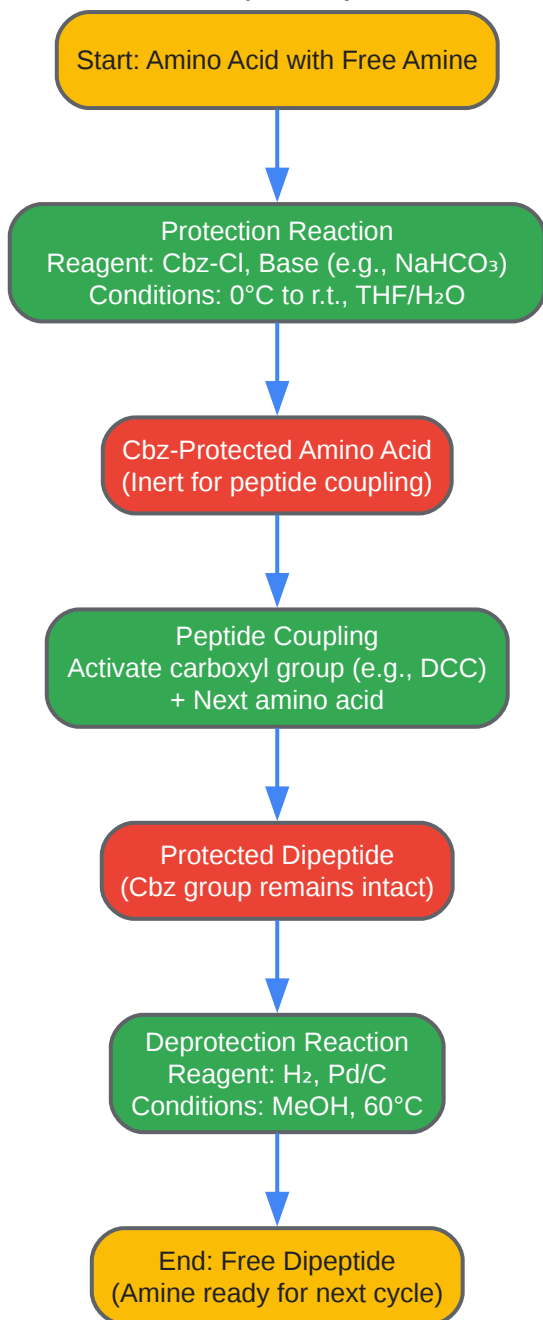 Start: Amino Acid with Free Amine
Protection Reaction
Reagent: Cbz-Cl, Base (e.g., NaHCO₃)
Conditions: 0°C to r.t., THF/H₂O
Cbz-Protected Amino Acid
(Inert for peptide coupling)
Peptide Coupling
Activate carboxyl group (e.g., DCC)
+ Next amino acid
Protected Dipeptide
(Cbz group remains intact)
Deprotection Reaction
Reagent: H₂, Pd/C
Conditions: MeOH, 60°C
End: Free Dipeptide
(Amine ready for next cycle)